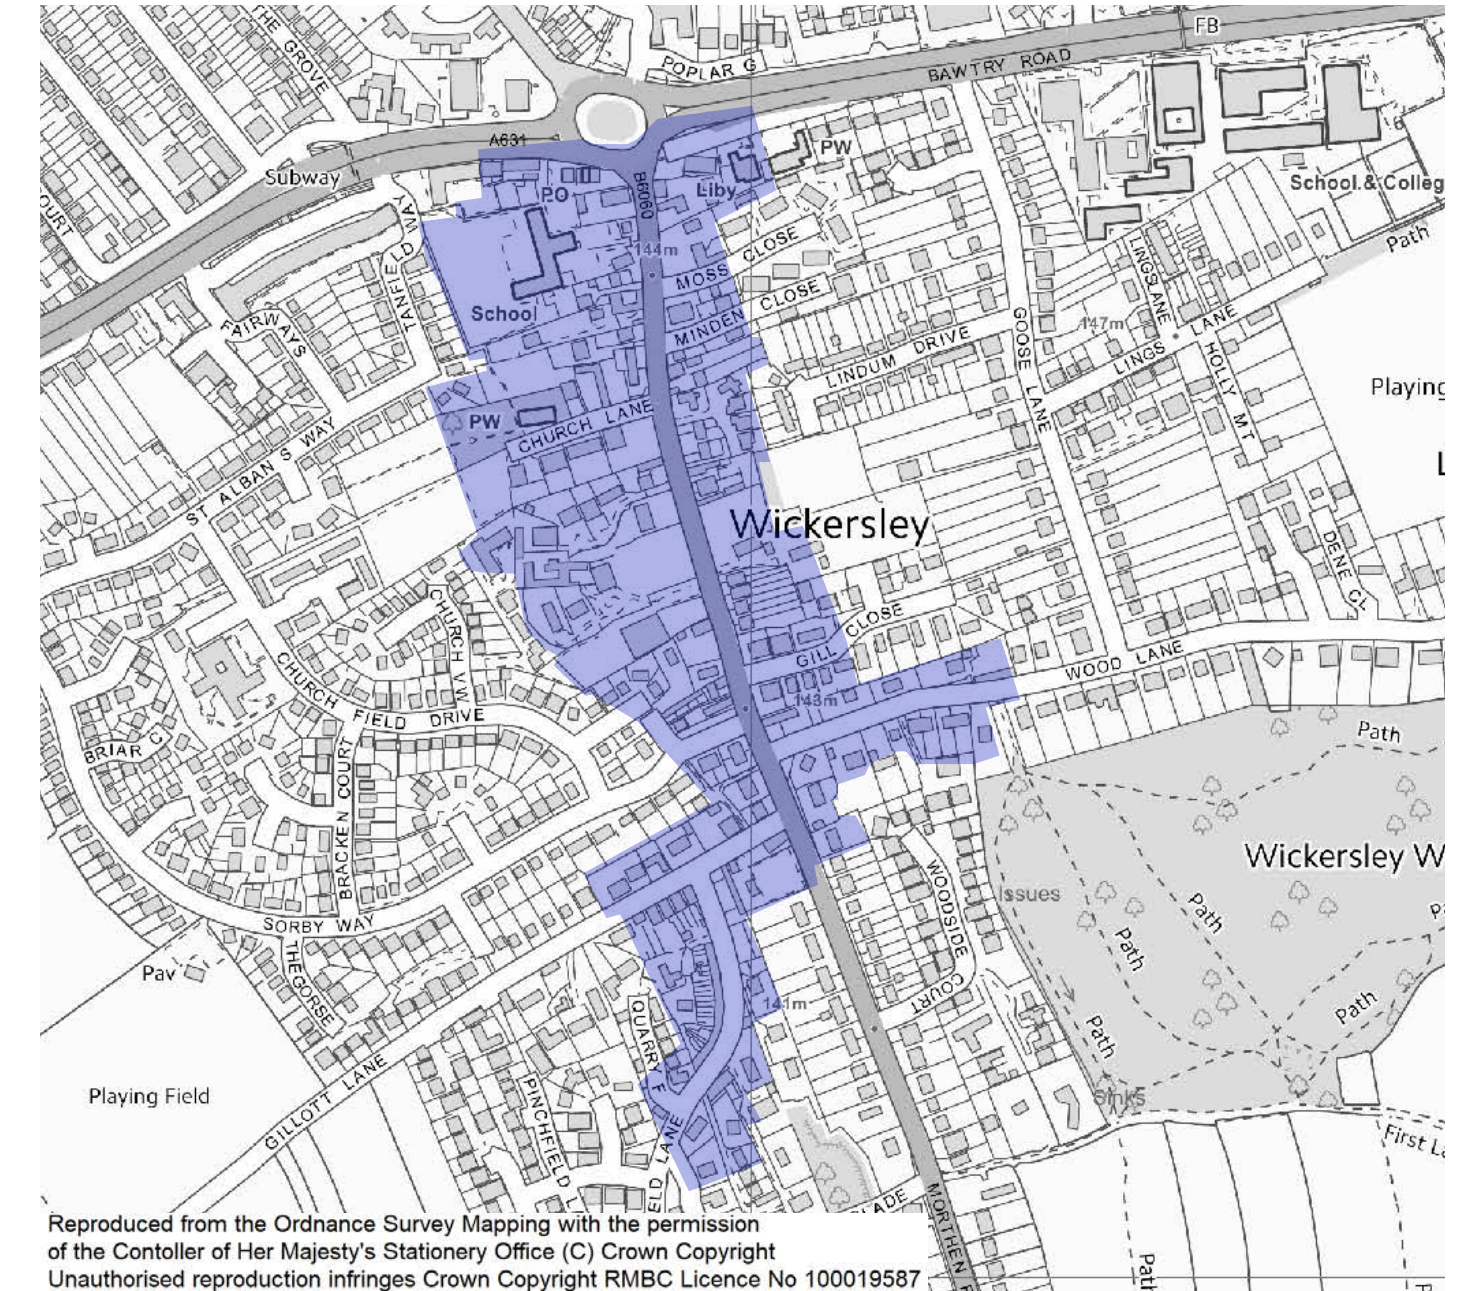 THE GROVE
POPLAR G
BAWTRY ROAD
FB
A631
Subway
PW
PO
Liby
B6060
School & Colleg
OURT
TANFIELD WAY
144m
MOSS CLOSE
Path
School
MINDEN CLOSE
FAIRWAYS
LINGS LANE
147m
LINGS LANE
GOOSE LANE
LINDUM DRIVE
HOLLY MT
Playing
PW
CHURCH LANE
ST ALBAN'S WAY
L
Wickersley
DENE CL
CHURCH VW
GILL CLOSE
WOOD LANE
CHURCH FIELD DRIVE
143m
BRIAR C
Path
BRACKEN COURT
Wickersley W
WOODSIDE COURT
Issues
Path
Path
SORBY WAY
THE GORSE
Pav
QUARRY F
141m
Path
Path
Playing Field
PINCHFIELD L
GILLOTT LANE
ELD LANE
Sinks
First La
LADE
MORTHEN R
Path
P
Reproduced from the Ordnance Survey Mapping with the permission
of the Contoller of Her Majesty's Stationery Office (C) Crown Copyright
Unauthorised reproduction infringes Crown Copyright RMBC Licence No 100019587